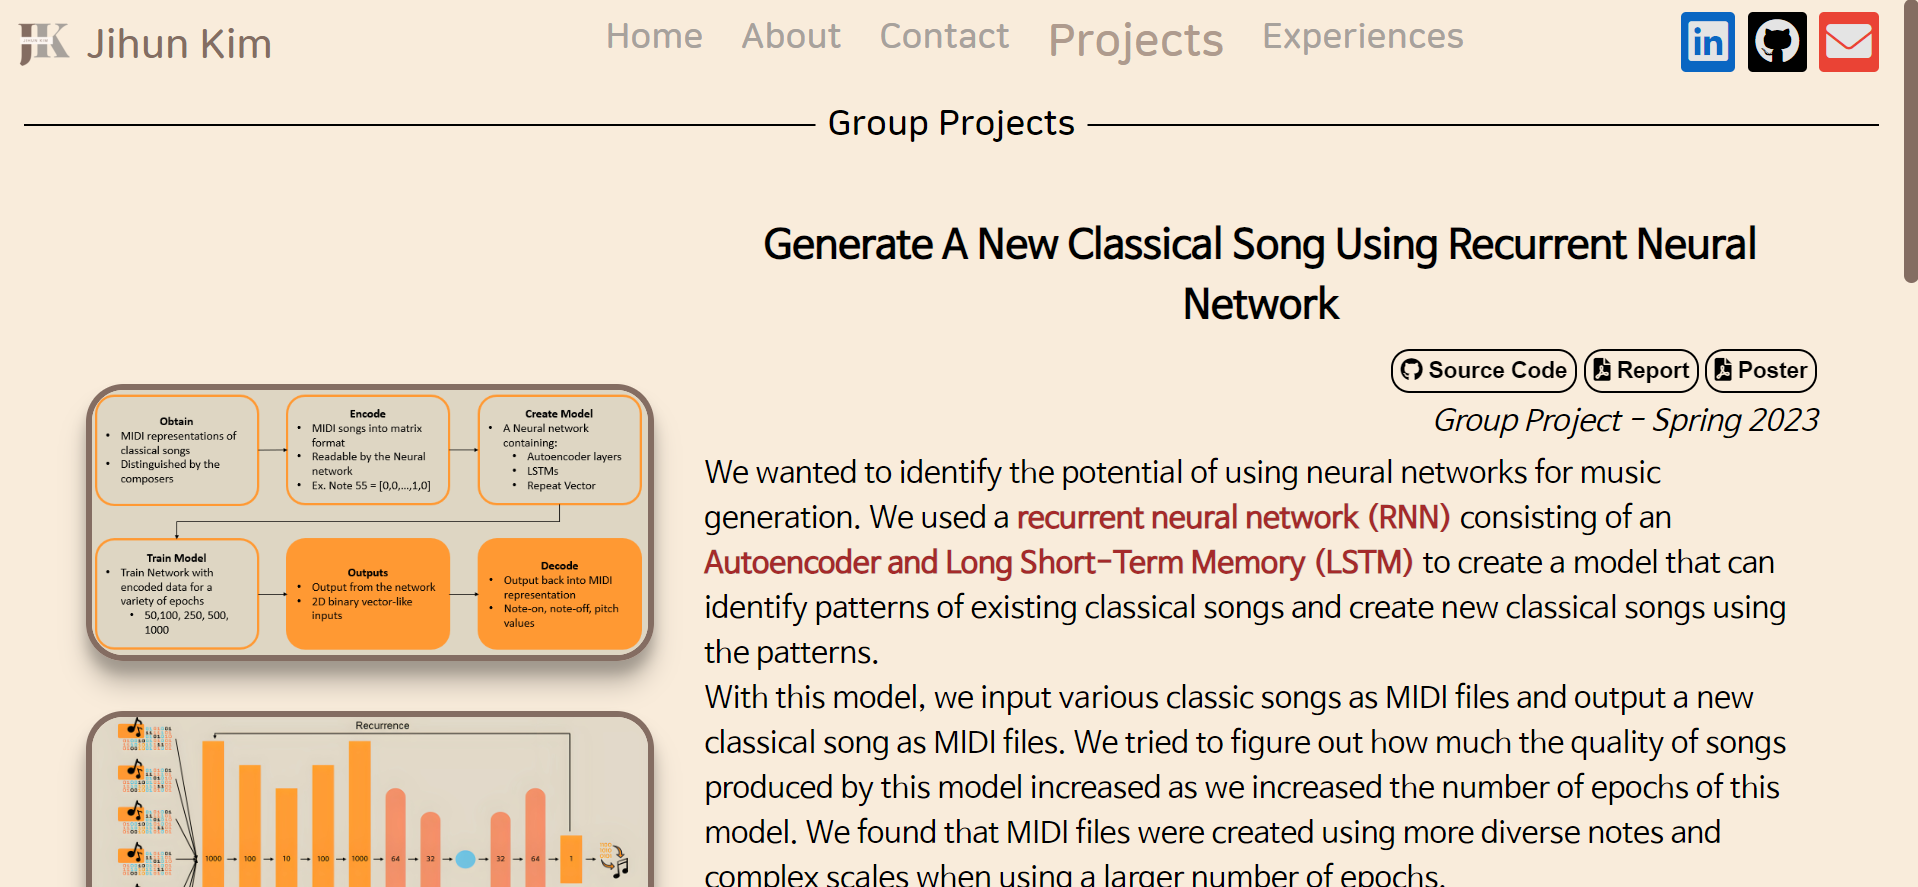 JK Jihun Kim
Home About Contact Projects Experiences
Group Projects
Generate A New Classical Song Using Recurrent Neural
Network
Source Code Report Poster
Group Project - Spring 2023
We wanted to identify the potential of using neural networks for music
generation. We used a recurrent neural network (RNN) consisting of an
Autoencoder and Long Short-Term Memory (LSTM) to create a model that can
identify patterns of existing classical songs and create new classical songs using
the patterns.
With this model, we input various classic songs as MIDI files and output a new
classical song as MIDI files. We tried to figure out how much the quality of songs
produced by this model increased as we increased the number of epochs of this
model. We found that MIDI files were created using more diverse notes and
complex scales when using a larger number of epochs.
Obtain
• MIDI representations of
classical songs
• Distinguished by the
composers
Encode
• MIDI songs into matrix
format
• Readable by the Neural
network
• Ex. Note 55 = [0,0,...,1,0]
Create Model
• A Neural network
containing:
• Autoencoder layers
• LSTMs
• Repeat Vector
Train Model
• Train Network with
encoded data for a
variety of epochs
• 50,100, 250, 500,
1000
Outputs
• Output from the network
• 2D binary vector-like
inputs
Decode
• Output back into MIDI
representation
• Note-on, note-off, pitch
values
Recurrence
1000 100 10 100 1000 64 32 32 64 1